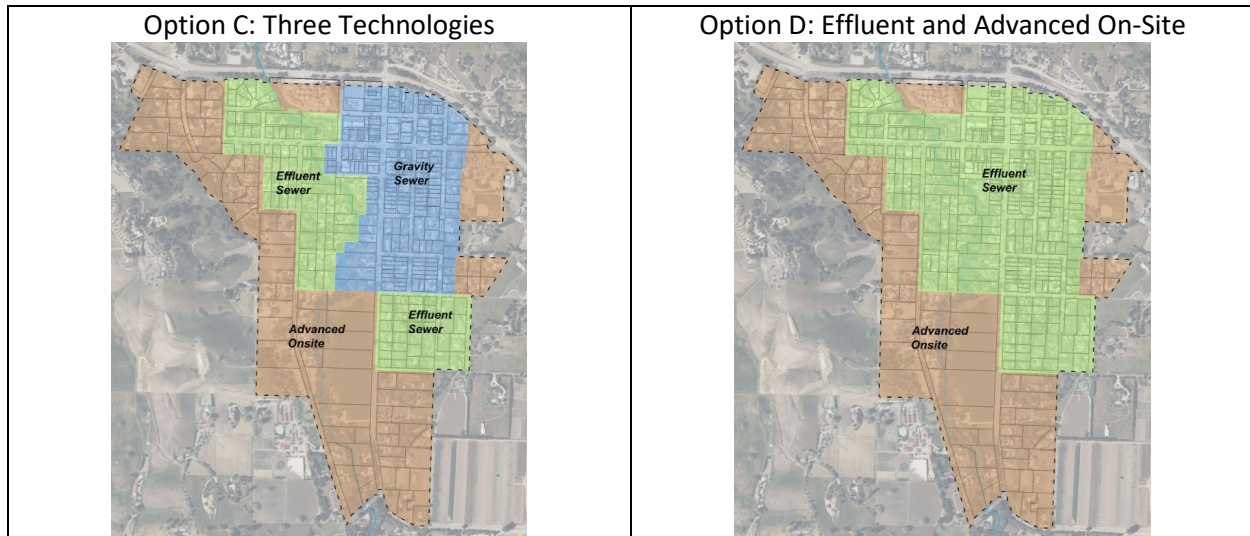 Option C: Three Technologies
Effluent
Sewer
Gravity
Sewer
Effluent
Sewer
Advanced
Onsite
Option D: Effluent and Advanced On-Site
Effluent
Sewer
Advanced
Onsite